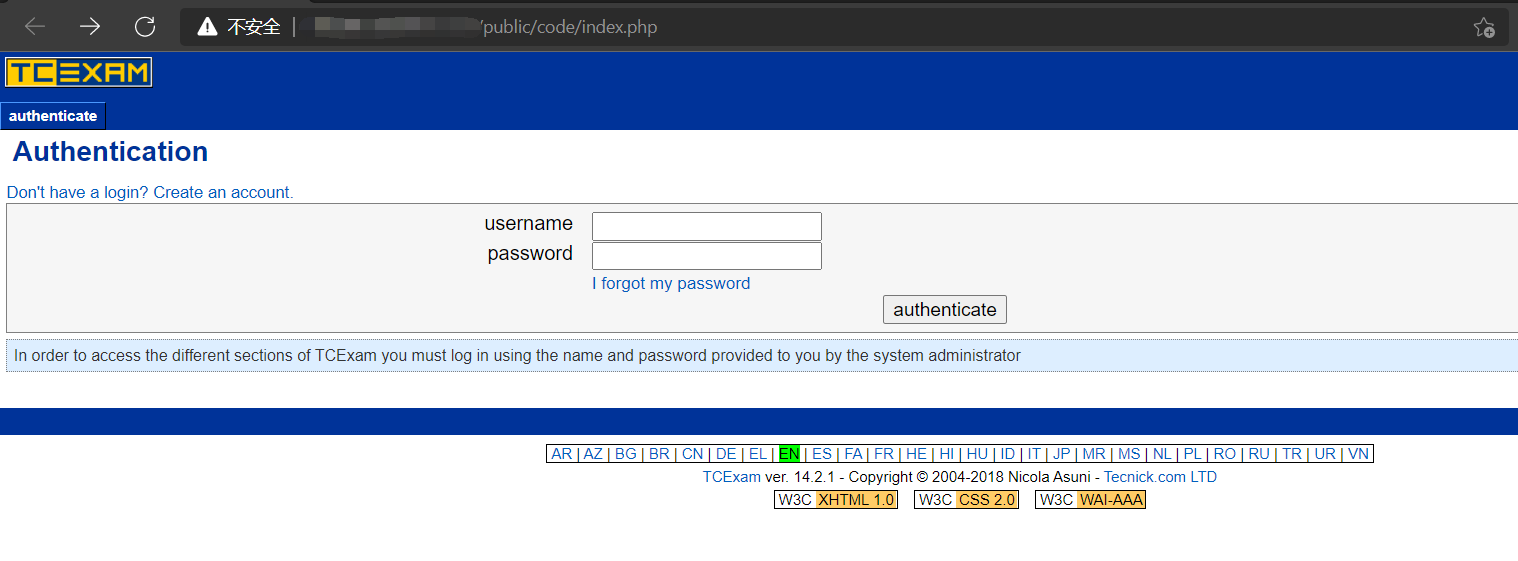 不安全 | /public/code/index.php
TCEXAM
authenticate
Authentication
Don't have a login? Create an account.
username
password
I forgot my password
authenticate
In order to access the different sections of TCExam you must log in using the name and password provided to you by the system administrator
AR | AZ | BG | BR | CN | DE | EL | EN | ES | FA | FR | HE | HI | HU | ID | IT | JP | MR | MS | NL | PL | RO | RU | TR | UR | VN
TCExam ver. 14.2.1 - Copyright © 2004-2018 Nicola Asuni - Tecnick.com LTD
W3C XHTML 1.0 W3C CSS 2.0 W3C WAI-AAA